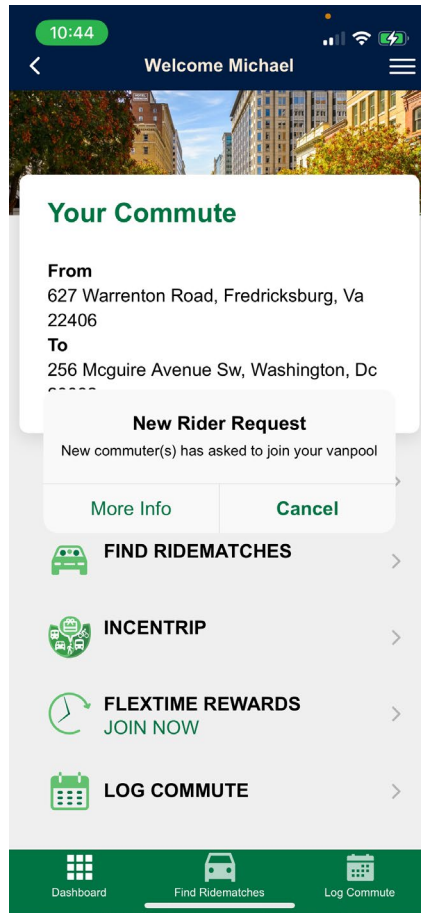 10:44
Welcome Michael
Your Commute
From
627 Warrenton Road, Fredricksburg, Va
22406
To
256 Mcguire Avenue Sw, Washington, Dc
New Rider Request
New commuter(s) has asked to join your vanpool
More Info
Cancel
FIND RIDEMATCHES
INCENTRIP
FLEXTIME REWARDS
JOIN NOW
LOG COMMUTE
Dashboard
Find Ridematches
Log Commute